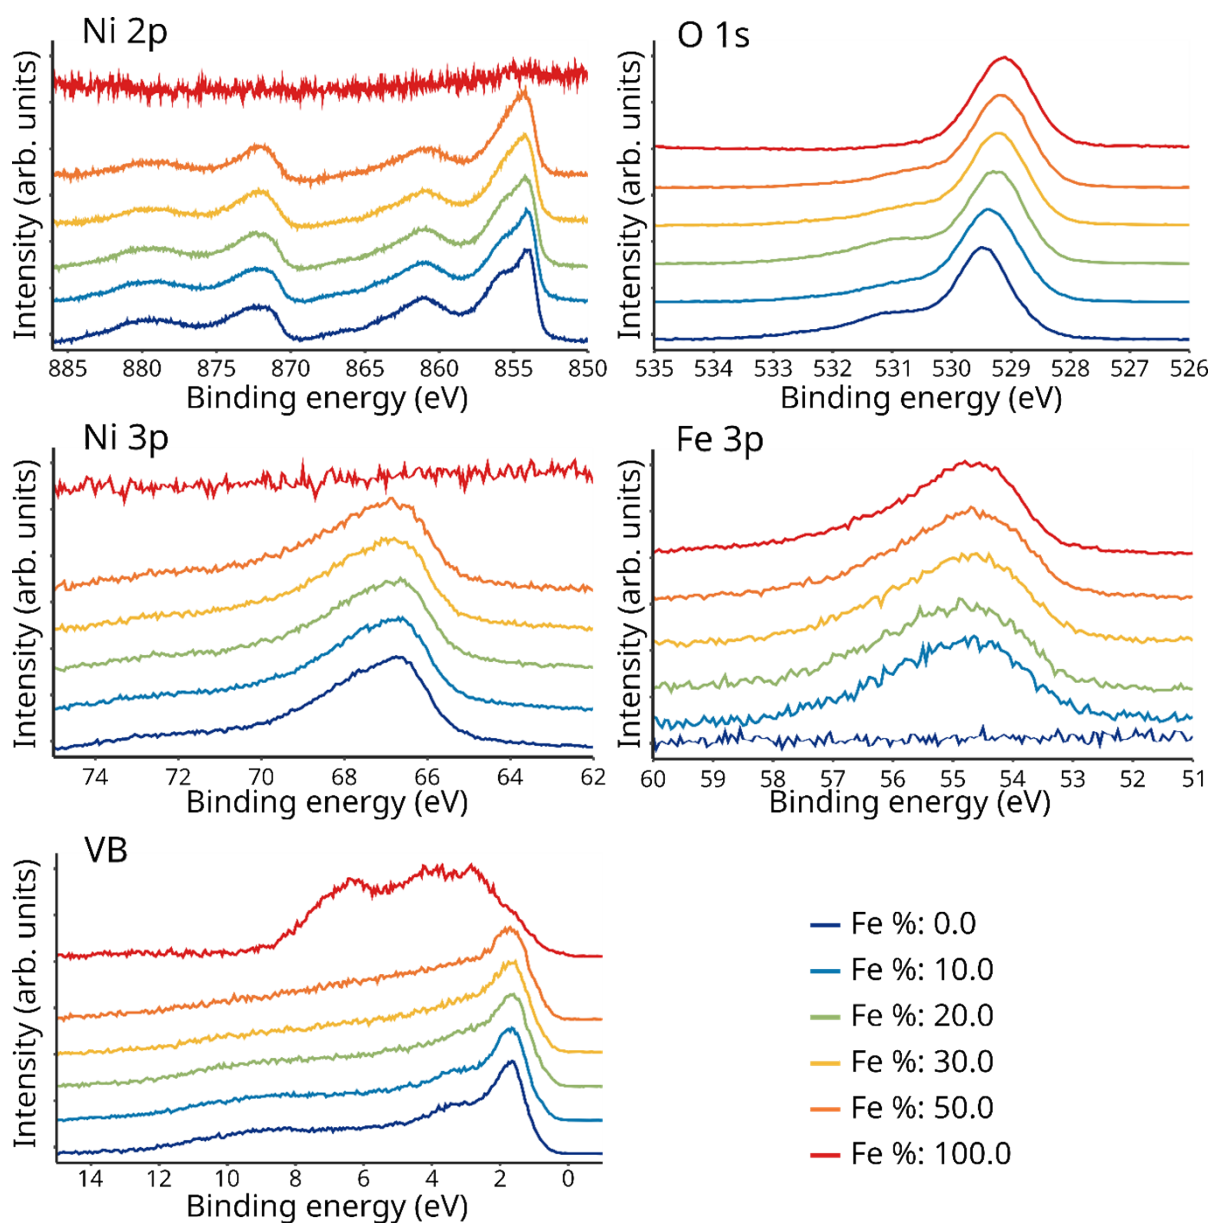 Ni 2p
Intensity (arb. units)
885 880 875 870 865 860 855 850
Binding energy (eV)
O 1s
Intensity (arb. units)
535 534 533 532 531 530 529 528 527 526
Binding energy (eV)
Ni 3p
Intensity (arb. units)
74 72 70 68 66 64 62
Binding energy (eV)
Fe 3p
Intensity (arb. units)
60 59 58 57 56 55 54 53 52 51
Binding energy (eV)
VB
Intensity (arb. units)
14 12 10 8 6 4 2 0
Binding energy (eV)
Fe %: 0.0
Fe %: 10.0
Fe %: 20.0
Fe %: 30.0
Fe %: 50.0
Fe %: 100.0